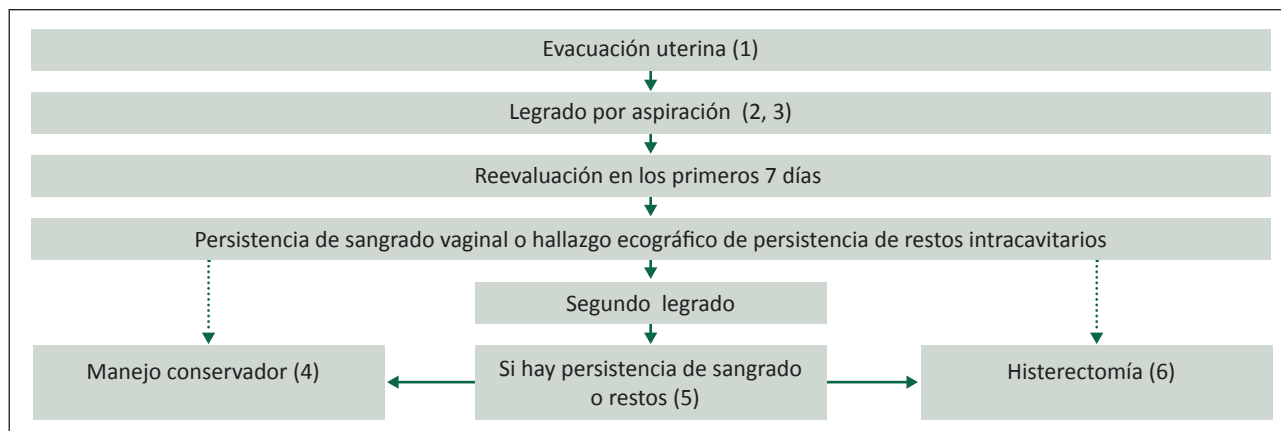 Evacuación uterina (1)
Legrado por aspiración (2, 3)
Reevaluación en los primeros 7 días
Persistencia de sangrado vaginal o hallazgo ecográfico de persistencia de restos intracavitarios
Segundo legrado
Manejo conservador (4)
Si hay persistencia de sangrado
o restos (5)
Histerectomía (6)